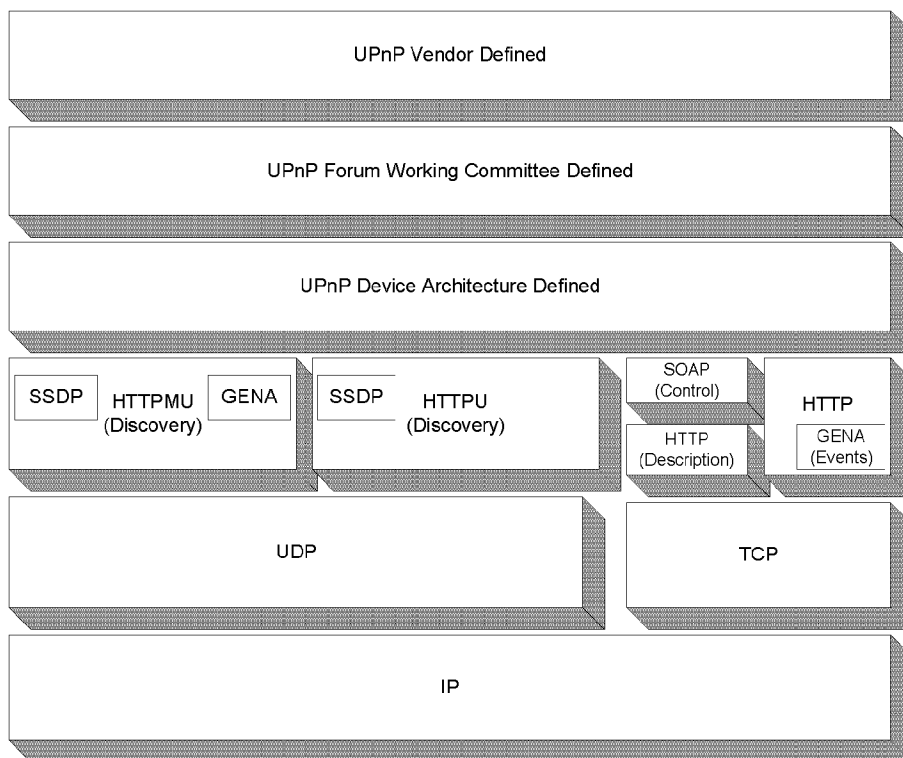 UPnP Vendor Defined
UPnP Forum Working Committee Defined
UPnP Device Architecture Defined
SSDP
HTTPMU
(Discovery)
GENA
SSDP
HTTPU
(Discovery)
SOAP
(Control)
HTTP
(Description)
HTTP
GENA
(Events)
UDP
TCP
IP